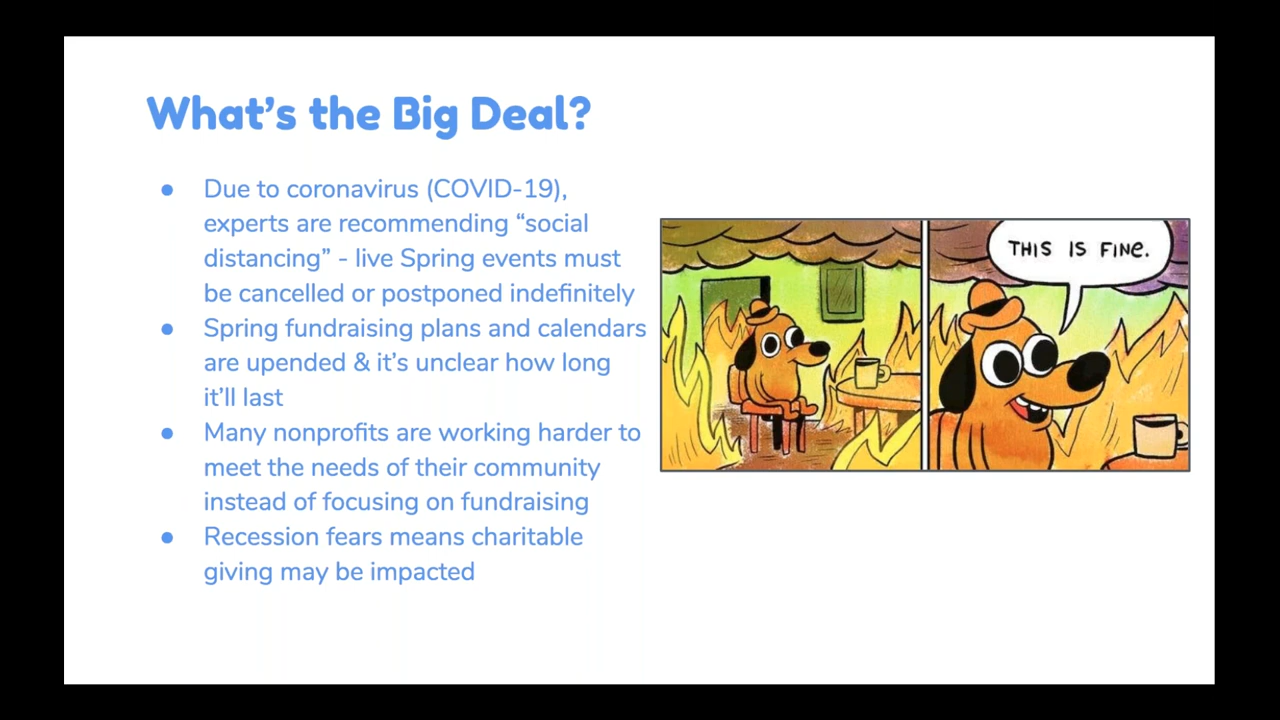 What’s the Big Deal?
● Due to coronavirus (COVID-19),
experts are recommending “social
distancing” - live Spring events must
be cancelled or postponed indefinitely
● Spring fundraising plans and calendars
are upended & it’s unclear how long
it’ll last
● Many nonprofits are working harder to
meet the needs of their community
instead of focusing on fundraising
● Recession fears means charitable
giving may be impacted
THIS IS FINE.